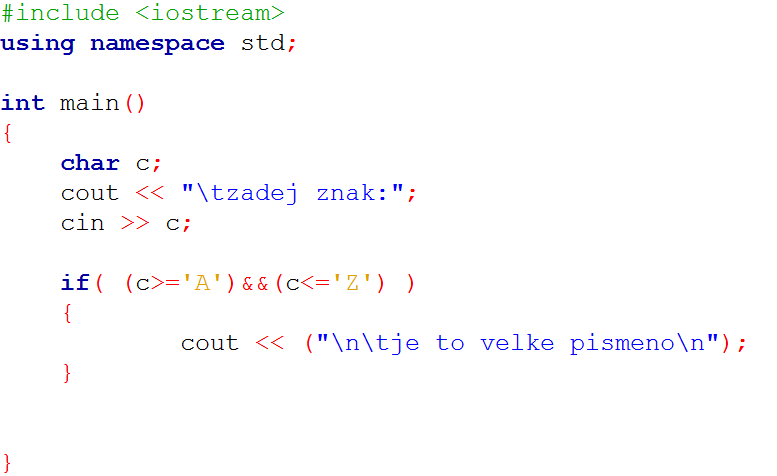 #include <iostream>
using namespace std;
int main()
{
char c;
cout << "\tzadej znak:";
cin >> c;
if( (c>='A')&&(c<='Z') )
{
cout << ("\n\tje to velke pismeno\n");
}
}